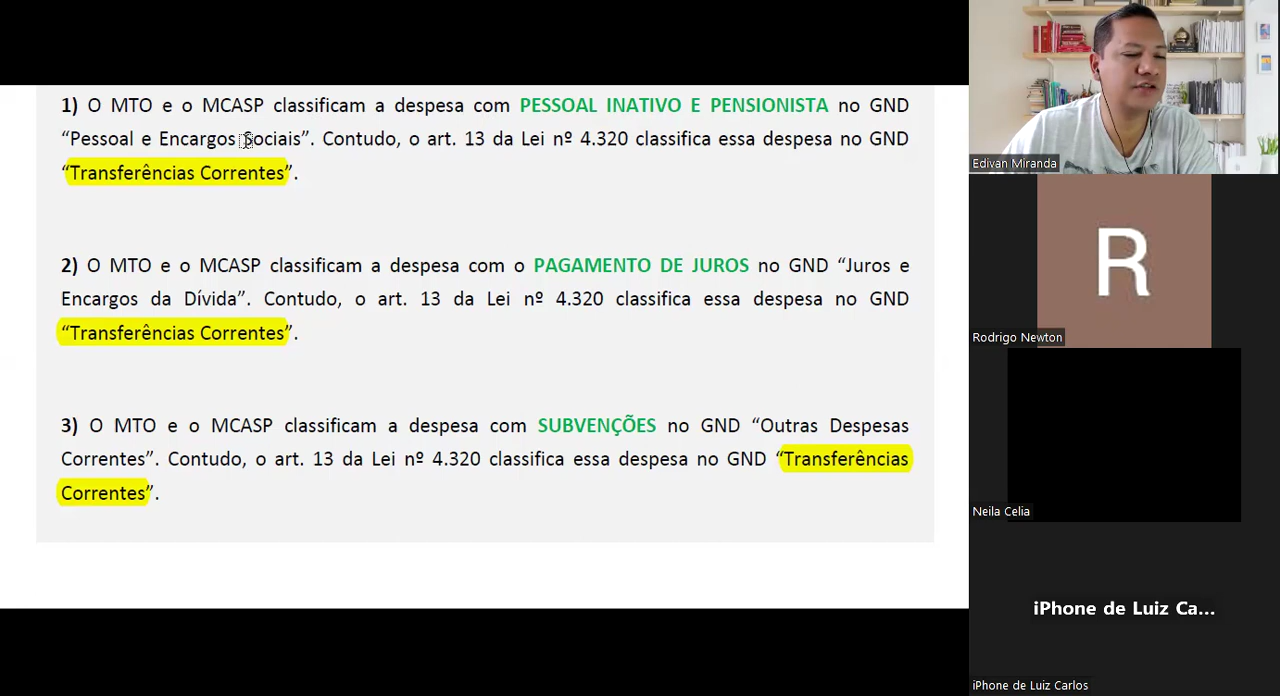 1) O MTO e o MCASP classificam a despesa com PESSOAL INATIVO E PENSIONISTA no GND
“Pessoal e Encargos Sociais”. Contudo, o art. 13 da Lei nº 4.320 classifica essa despesa no GND
“Transferências Correntes”.
2) O MTO e o MCASP classificam a despesa com o PAGAMENTO DE JUROS no GND “Juros e
Encargos da Dívida”. Contudo, o art. 13 da Lei nº 4.320 classifica essa despesa no GND
“Transferências Correntes”.
3) O MTO e o MCASP classificam a despesa com SUBVENÇÕES no GND “Outras Despesas
Correntes”. Contudo, o art. 13 da Lei nº 4.320 classifica essa despesa no GND “Transferências
Correntes”.
Edivan Miranda
R
Rodrigo Newton
Neila Celia
iPhone de Luiz Ca...
iPhone de Luiz Carlos